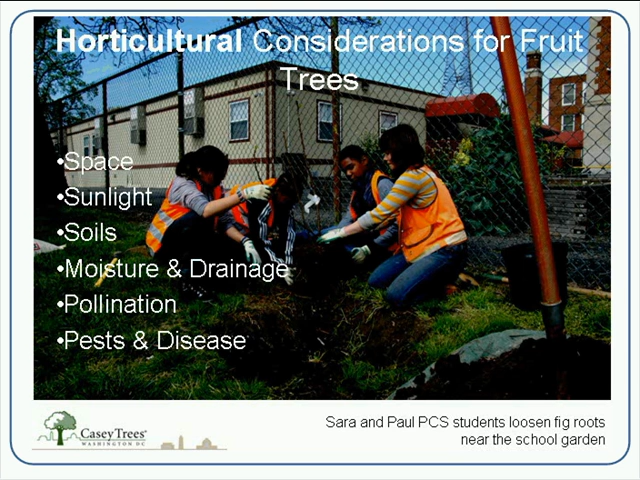 Horticultural Considerations for Fruit
Trees
•Space
•Sunlight
•Soils
•Moisture & Drainage
•Pollination
•Pests & Disease
Sara and Paul PCS students loosen fig roots
near the school garden
Casey Trees
WASHINGTON DC